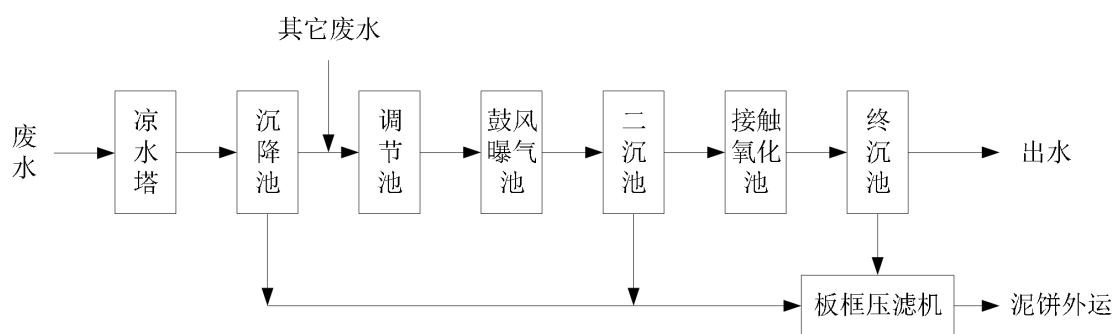 其它废水
废水
凉水塔
沉降池
调节池
鼓风曝气池
二沉池
接触氧化池
终沉池
出水
板框压滤机
泥饼外运